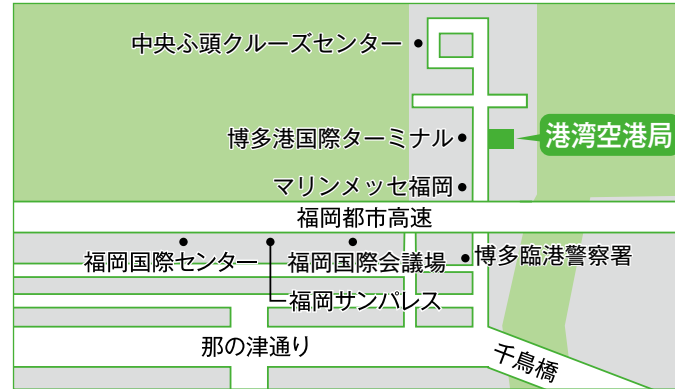 中央ふ頭クルーズセンター
博多港国際ターミナル
港湾空港局
マリンメッセ福岡
福岡都市高速
福岡国際センター
福岡国際会議場
博多臨港警察署
福岡サンパレス
那の津通り
千鳥橋